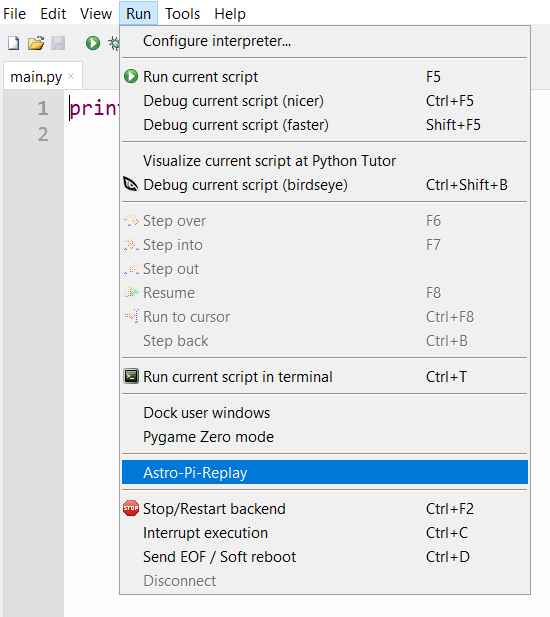 File Edit View Run Tools Help
Configure interpreter...
main.py ×
Run current script F5
Debug current script (nicer) Ctrl+F5
1 prin
Debug current script (faster) Shift+F5
2
Visualize current script at Python Tutor
Debug current script (birdseye) Ctrl+Shift+B
Step over F6
Step into F7
Step out
Resume F8
Run to cursor Ctrl+F8
Step back Ctrl+B
Run current script in terminal Ctrl+T
Dock user windows
Pygame Zero mode
Astro-Pi-Replay
STOP Stop/Restart backend Ctrl+F2
Interrupt execution Ctrl+C
Send EOF / Soft reboot Ctrl+D
Disconnect